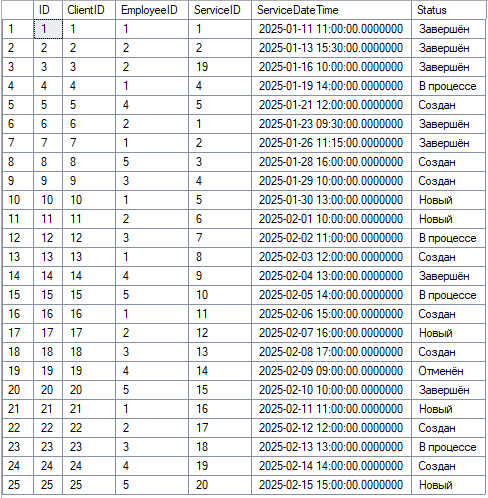 ID ClientID EmployeeID ServiceID ServiceDateTime Status
1 1 1 1 1 2025-01-11 11:00:00.0000000 Завершён
2 2 2 2 2 2025-01-13 15:30:00.0000000 Завершён
3 3 3 2 19 2025-01-16 10:00:00.0000000 Завершён
4 4 4 1 4 2025-01-19 14:00:00.0000000 В процессе
5 5 5 4 5 2025-01-21 12:00:00.0000000 Создан
6 6 6 2 1 2025-01-23 09:30:00.0000000 Завершён
7 7 7 1 2 2025-01-26 11:15:00.0000000 Завершён
8 8 8 5 3 2025-01-28 16:00:00.0000000 Создан
9 9 9 3 4 2025-01-29 10:00:00.0000000 Создан
10 10 10 1 5 2025-01-30 13:00:00.0000000 Новый
11 11 11 2 6 2025-02-01 10:00:00.0000000 Новый
12 12 12 3 7 2025-02-02 11:00:00.0000000 В процессе
13 13 13 1 8 2025-02-03 12:00:00.0000000 Создан
14 14 14 4 9 2025-02-04 13:00:00.0000000 Завершён
15 15 15 5 10 2025-02-05 14:00:00.0000000 В процессе
16 16 16 1 11 2025-02-06 15:00:00.0000000 Создан
17 17 17 2 12 2025-02-07 16:00:00.0000000 Новый
18 18 18 3 13 2025-02-08 17:00:00.0000000 Создан
19 19 19 4 14 2025-02-09 09:00:00.0000000 Отменён
20 20 20 5 15 2025-02-10 10:00:00.0000000 Завершён
21 21 21 1 16 2025-02-11 11:00:00.0000000 Новый
22 22 22 2 17 2025-02-12 12:00:00.0000000 Создан
23 23 23 3 18 2025-02-13 13:00:00.0000000 В процессе
24 24 24 4 19 2025-02-14 14:00:00.0000000 Создан
25 25 25 5 20 2025-02-15 15:00:00.0000000 Новый